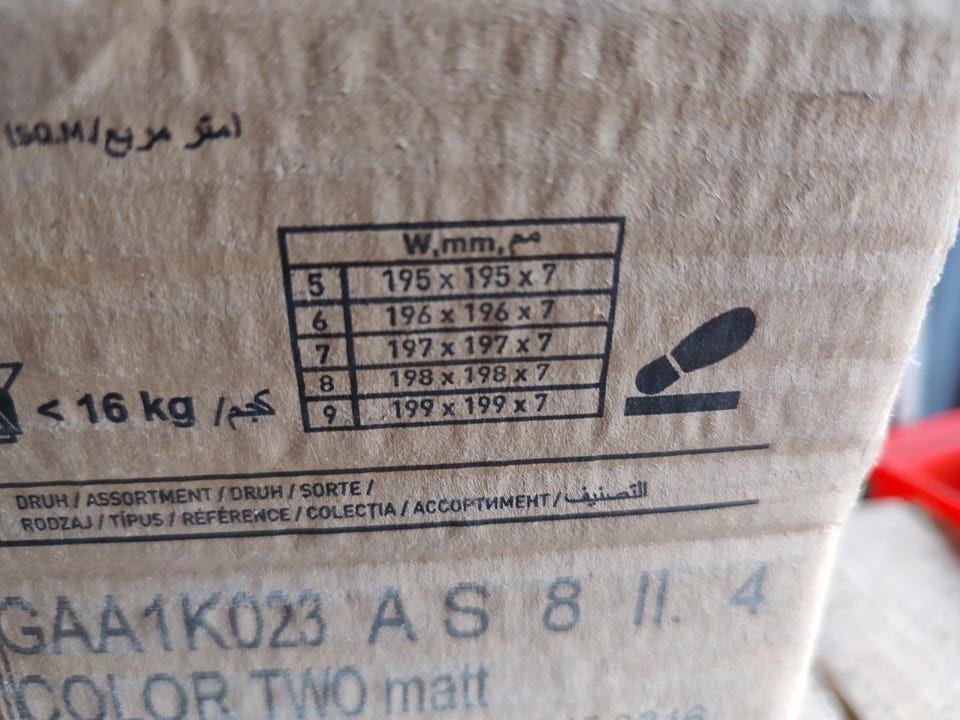 (SQ.M/متر مربع)
W,mm,مم
5 195 x 195 x 7
6 196 x 196 x 7
7 197 x 197 x 7
8 198 x 198 x 7
9 199 x 199 x 7
< 16 kg /كجم
DRUH / ASSORTMENT / DRUH / SORTE /
RODZAJ / TÍPUS / RÉFÉRENCE / COLECTIA / АССОРТИМЕНТ / التصنيف
GAA1K023 A S 8 II. 4
COLOR TWO matt